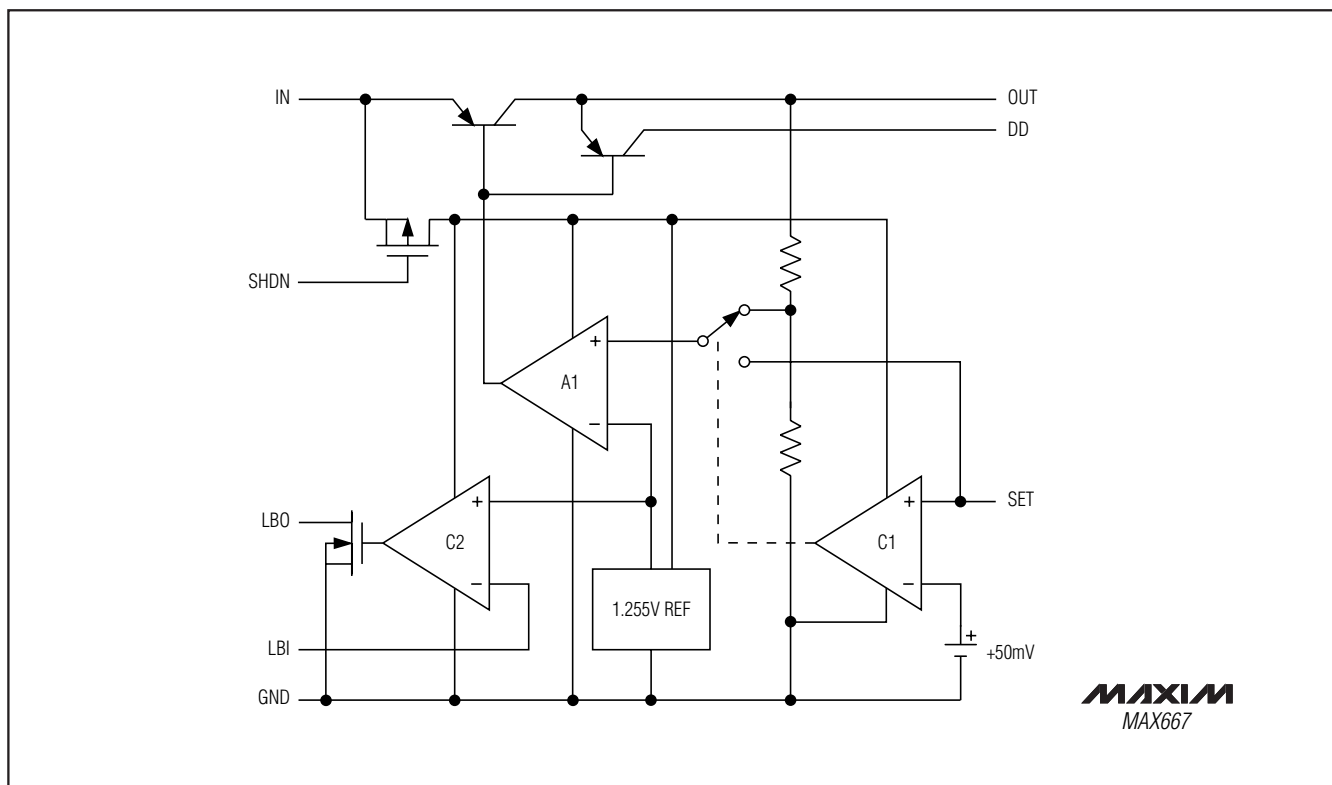 IN
OUT
DD
SHDN
+
A1
−
+
C2
−
LBO
LBI
GND
1.255V REF
+
C1
−
SET
+
+50mV
MAXIM
MAX667